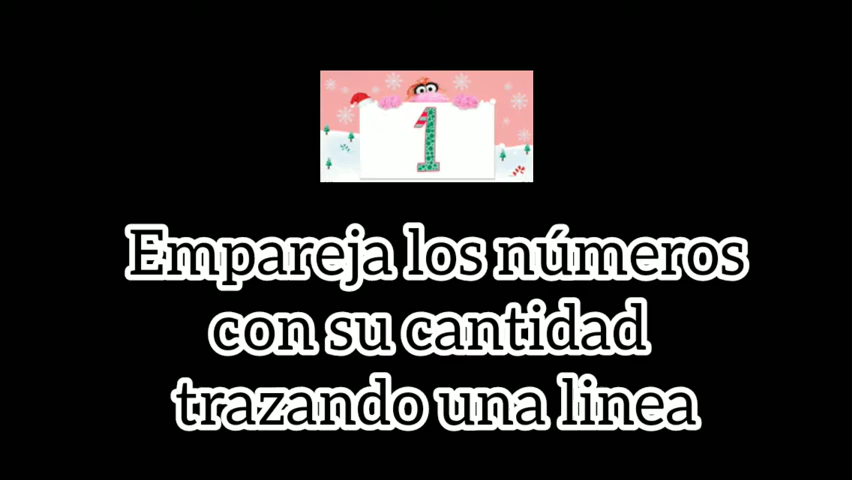 1
Empareja los números
con su cantidad
trazando una linea